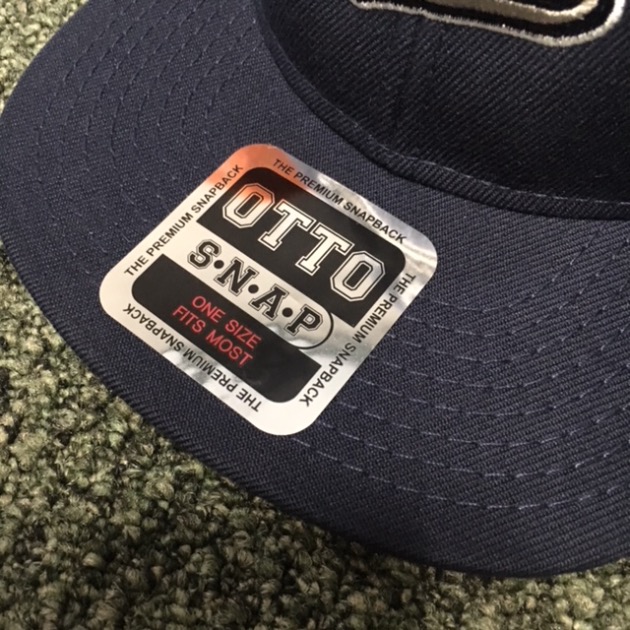 THE PREMIUM SNAPBACK
OTTO
S•N•A•P
ONE SIZE
FITS MOST
THE PREMIUM SNAPBACK
THE PREMIUM SNAPBACK
THE PREMIUM SNAPBACK